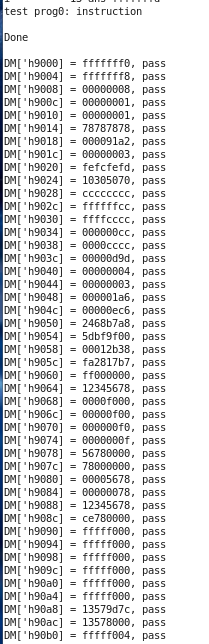 test prog0: instruction
Done
DM['h9000] = fffffff0, pass
DM['h9004] = fffffff8, pass
DM['h9008] = 00000008, pass
DM['h900c] = 00000001, pass
DM['h9010] = 00000001, pass
DM['h9014] = 78787878, pass
DM['h9018] = 000091a2, pass
DM['h901c] = 00000003, pass
DM['h9020] = fefcfefd, pass
DM['h9024] = 10305070, pass
DM['h9028] = cccccccc, pass
DM['h902c] = ffffffcc, pass
DM['h9030] = ffffcccc, pass
DM['h9034] = 000000cc, pass
DM['h9038] = 0000cccc, pass
DM['h903c] = 00000d9d, pass
DM['h9040] = 00000004, pass
DM['h9044] = 00000003, pass
DM['h9048] = 000001a6, pass
DM['h904c] = 00000ec6, pass
DM['h9050] = 2468b7a8, pass
DM['h9054] = 5dbf9f00, pass
DM['h9058] = 00012b38, pass
DM['h905c] = fa2817b7, pass
DM['h9060] = ff000000, pass
DM['h9064] = 12345678, pass
DM['h9068] = 0000f000, pass
DM['h906c] = 00000f00, pass
DM['h9070] = 000000f0, pass
DM['h9074] = 0000000f, pass
DM['h9078] = 56780000, pass
DM['h907c] = 78000000, pass
DM['h9080] = 00005678, pass
DM['h9084] = 00000078, pass
DM['h9088] = 12345678, pass
DM['h908c] = ce780000, pass
DM['h9090] = fffff000, pass
DM['h9094] = fffff000, pass
DM['h9098] = fffff000, pass
DM['h909c] = fffff000, pass
DM['h90a0] = fffff000, pass
DM['h90a4] = fffff000, pass
DM['h90a8] = 13579d7c, pass
DM['h90ac] = 13578000, pass
DM['h90b0] = fffff004, pass